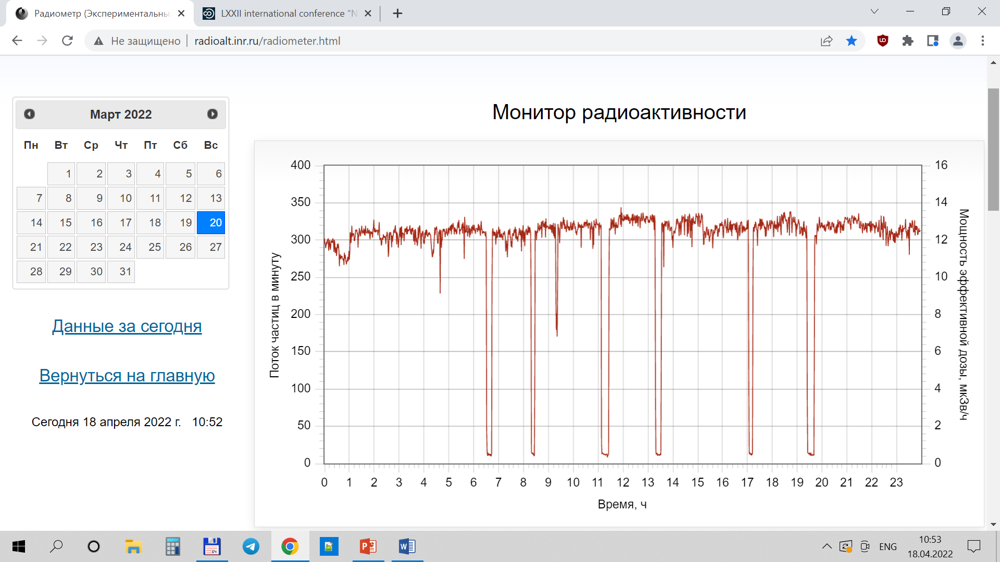 Радиометр (Экспериментальны
LXXII international conference "N
Не защищено
radioalt.inr.ru/radiometer.html
Март 2022
Пн Вт Ср Чт Пт Сб Вс
1 2 3 4 5 6
7 8 9 10 11 12 13
14 15 16 17 18 19 20
21 22 23 24 25 26 27
28 29 30 31
Данные за сегодня
Вернуться на главную
Сегодня 18 апреля 2022 г. 10:52
Монитор радиоактивности
Поток частиц в минуту
400
350
300
250
200
150
100
50
0
16
14
12
10
8
6
4
2
0
Мощность эффективной дозы, мкЗв/ч
0 1 2 3 4 5 6 7 8 9 10 11 12 13 14 15 16 17 18 19 20 21 22 23
Время, ч
64
ENG
10:53
18.04.2022